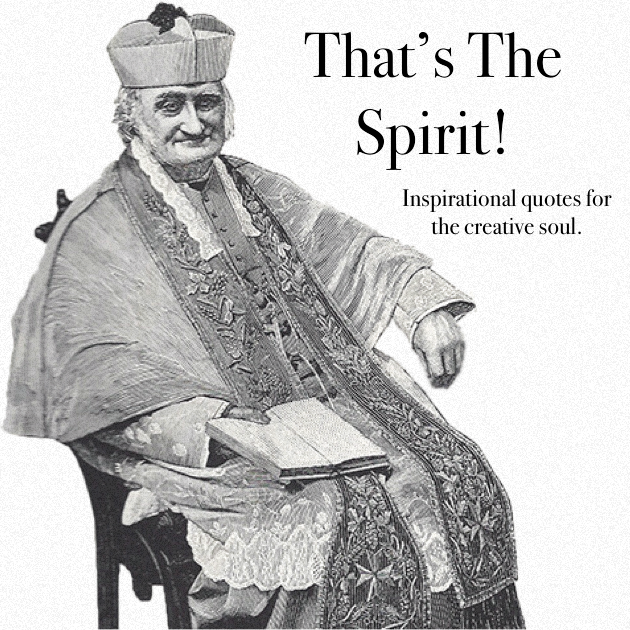 That’s The
Spirit!
Inspirational quotes for
the creative soul.